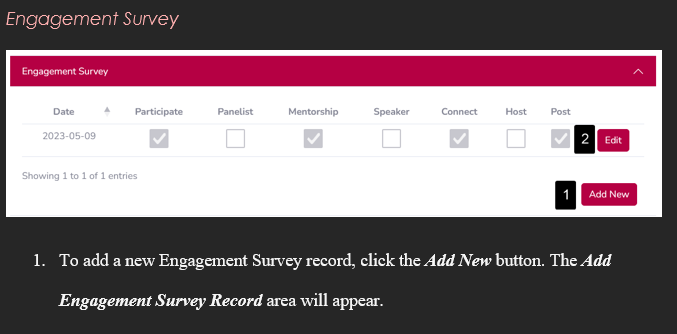 Engagement Survey
Engagement Survey
Date Participate Panelist Mentorship Speaker Connect Host Post
2023-05-09 2 Edit
Showing 1 to 1 of 1 entries
1 Add New
1. To add a new Engagement Survey record, click the Add New button. The Add
Engagement Survey Record area will appear.